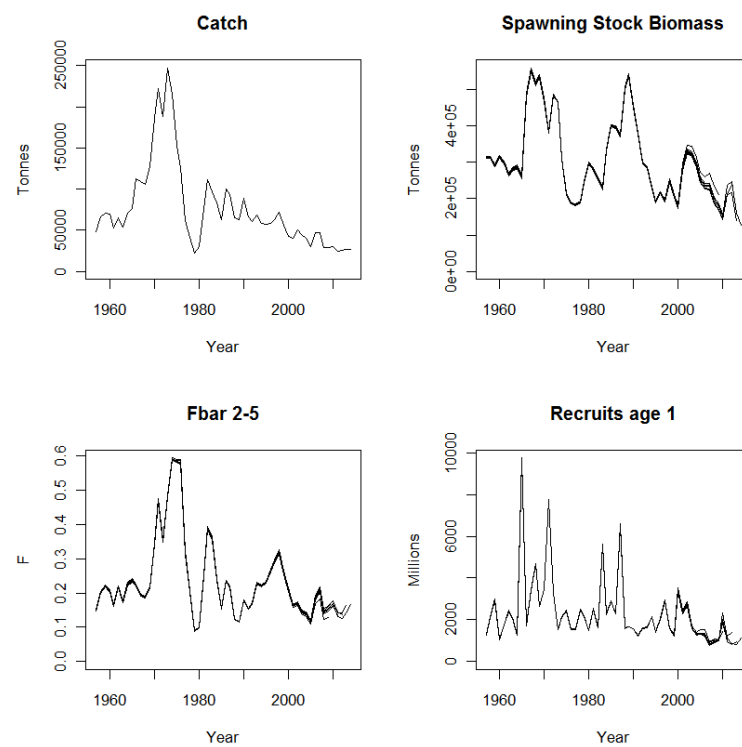 Catch
Tonnes
250000
150000
50000
0
1960
1980
2000
Year
Spawning Stock Biomass
Tonnes
4e+05
2e+05
0e+00
1960
1980
2000
Year
Fbar 2-5
F
0.6
0.5
0.4
0.3
0.2
0.1
0.0
1960
1980
2000
Year
Recruits age 1
Millions
10000
6000
2000
0
1960
1980
2000
Year